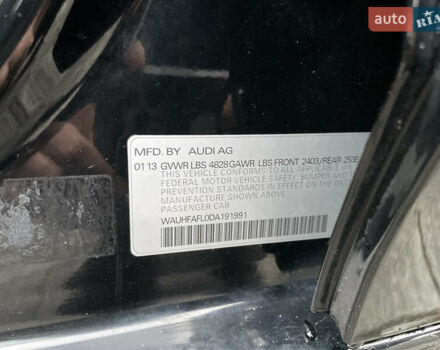 auto RIA
MFD. BY AUDI AG
01 13 GVWR LBS 4828 GAWR LBS FRONT 2403/REAR 2535
THIS VEHICLE CONFORMS TO ALL APPLICABLE
FEDERAL MOTOR VEHICLE SAFETY, BUMPER AND
PREVENTION STANDARDS IN EFFECT ON THE DATE OF
MANUFACTURE SHOWN ABOVE.
PASSENGER CAR
WAUHFAFL0DA191991